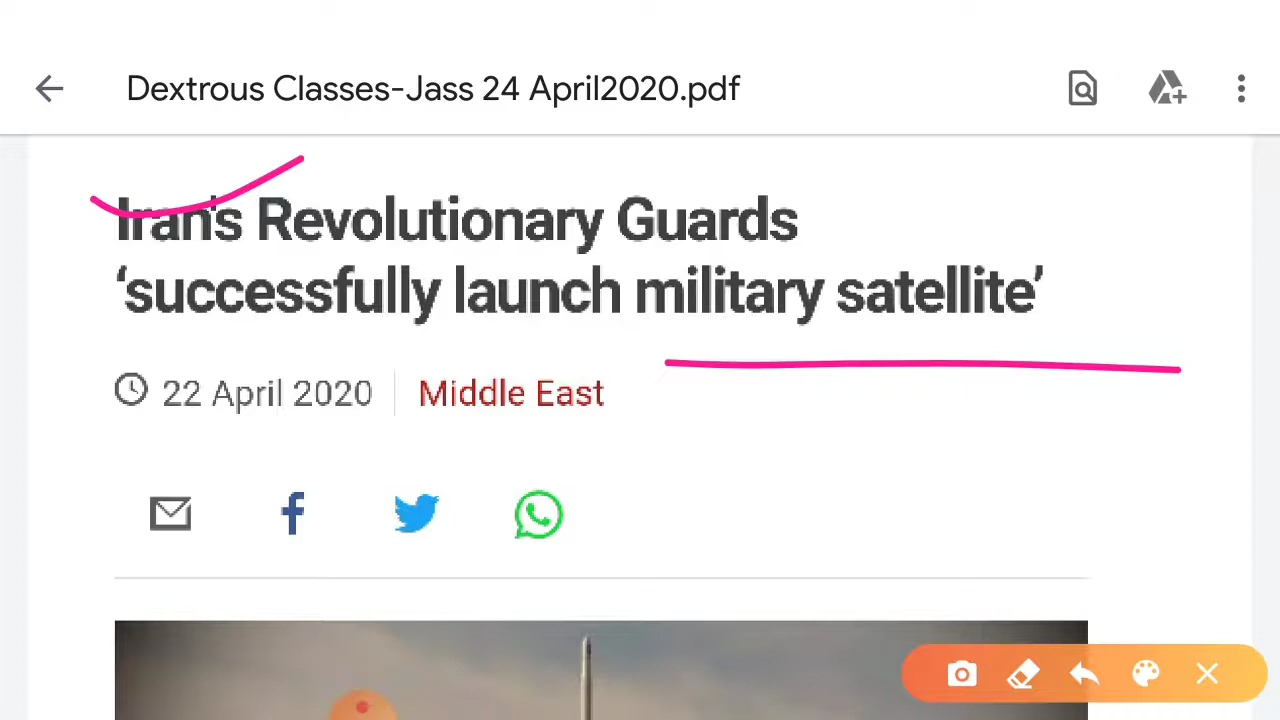 Dextrous Classes-Jass 24 April2020.pdf
Iran's Revolutionary Guards
‘successfully launch military satellite’
22 April 2020 Middle East